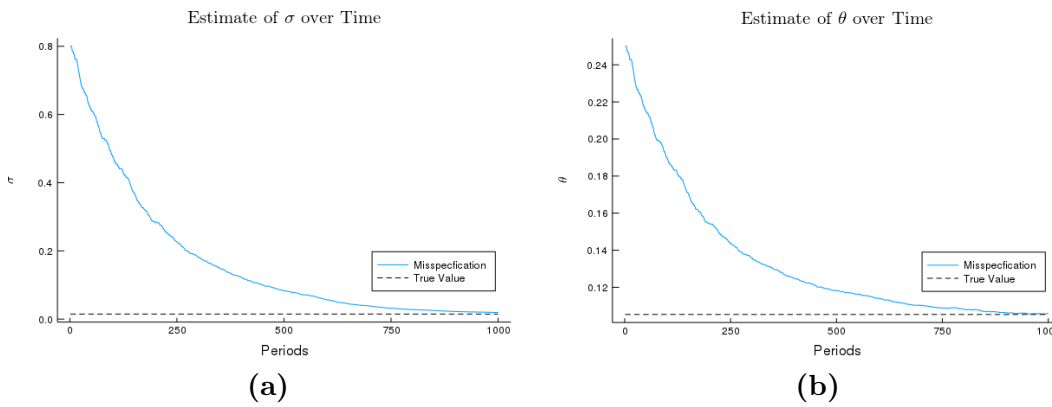 Estimate of σ over Time
0.8
0.6
0.4
0.2
0.0
σ
Misspecfication
True Value
0
250
500
750
1000
Periods
(a)
Estimate of θ over Time
0.24
0.22
0.20
0.18
0.16
0.14
0.12
θ
Misspecfication
True Value
0
250
500
750
1000
Periods
(b)